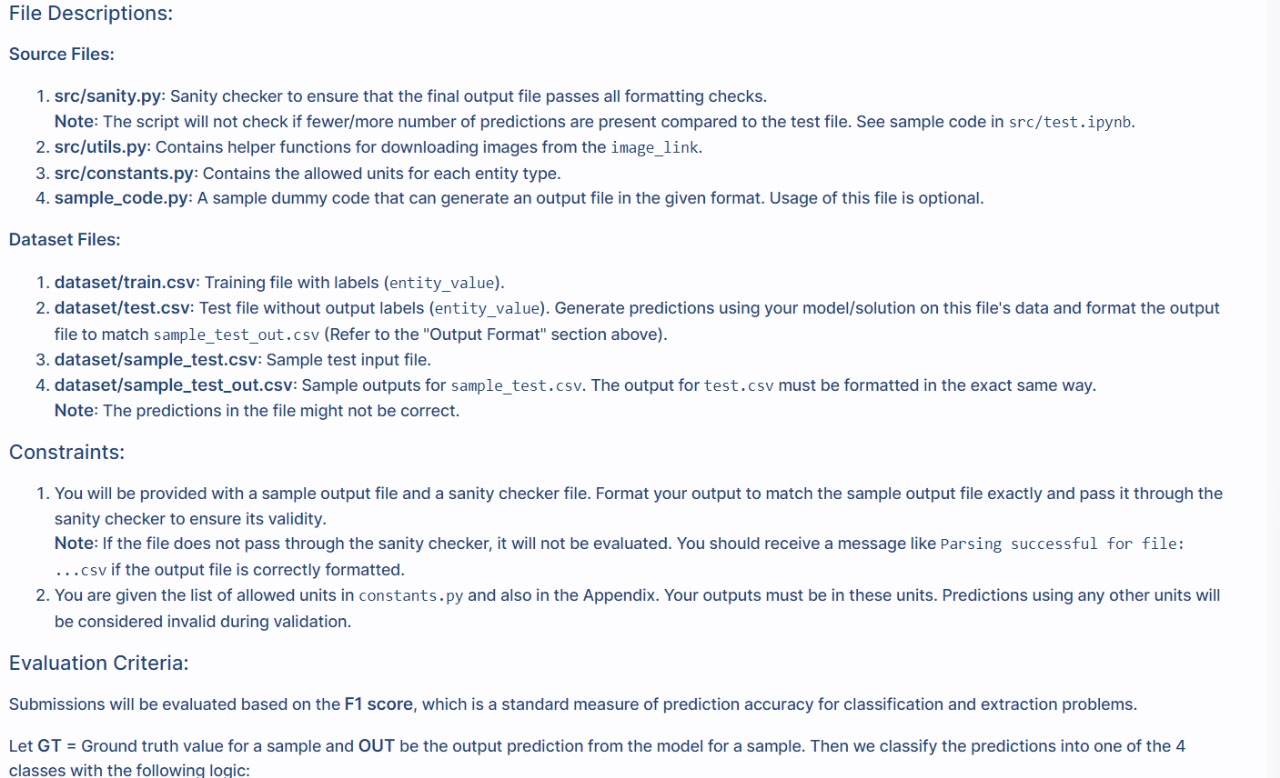 File Descriptions:
Source Files:
1. src/sanity.py: Sanity checker to ensure that the final output file passes all formatting checks.
Note: The script will not check if fewer/more number of predictions are present compared to the test file. See sample code in src/test.ipynb.
2. src/utils.py: Contains helper functions for downloading images from the image_link.
3. src/constants.py: Contains the allowed units for each entity type.
4. sample_code.py: A sample dummy code that can generate an output file in the given format. Usage of this file is optional.
Dataset Files:
1. dataset/train.csv: Training file with labels (entity_value).
2. dataset/test.csv: Test file without output labels (entity_value). Generate predictions using your model/solution on this file's data and format the output
file to match sample_test_out.csv (Refer to the "Output Format" section above).
3. dataset/sample_test.csv: Sample test input file.
4. dataset/sample_test_out.csv: Sample outputs for sample_test.csv. The output for test.csv must be formatted in the exact same way.
Note: The predictions in the file might not be correct.
Constraints:
1. You will be provided with a sample output file and a sanity checker file. Format your output to match the sample output file exactly and pass it through the
sanity checker to ensure its validity.
Note: If the file does not pass through the sanity checker, it will not be evaluated. You should receive a message like Parsing successful for file:
...csv if the output file is correctly formatted.
2. You are given the list of allowed units in constants.py and also in the Appendix. Your outputs must be in these units. Predictions using any other units will
be considered invalid during validation.
Evaluation Criteria:
Submissions will be evaluated based on the F1 score, which is a standard measure of prediction accuracy for classification and extraction problems.
Let GT = Ground truth value for a sample and OUT be the output prediction from the model for a sample. Then we classify the predictions into one of the 4
classes with the following logic: